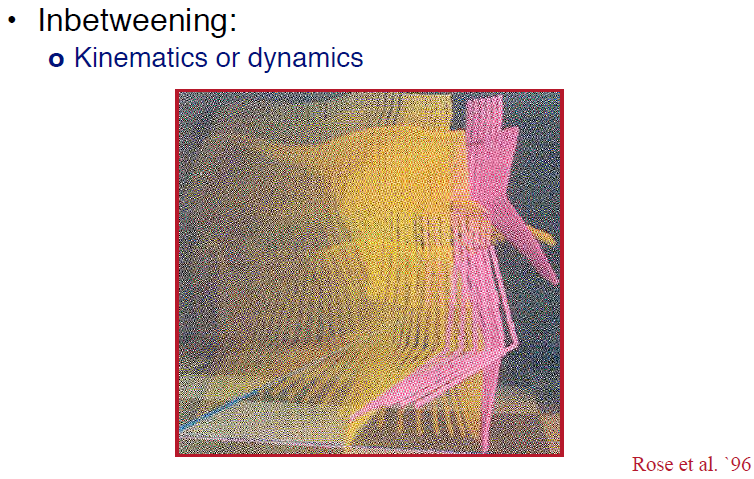 • Inbetweening:
o Kinematics or dynamics
Rose et al. `96